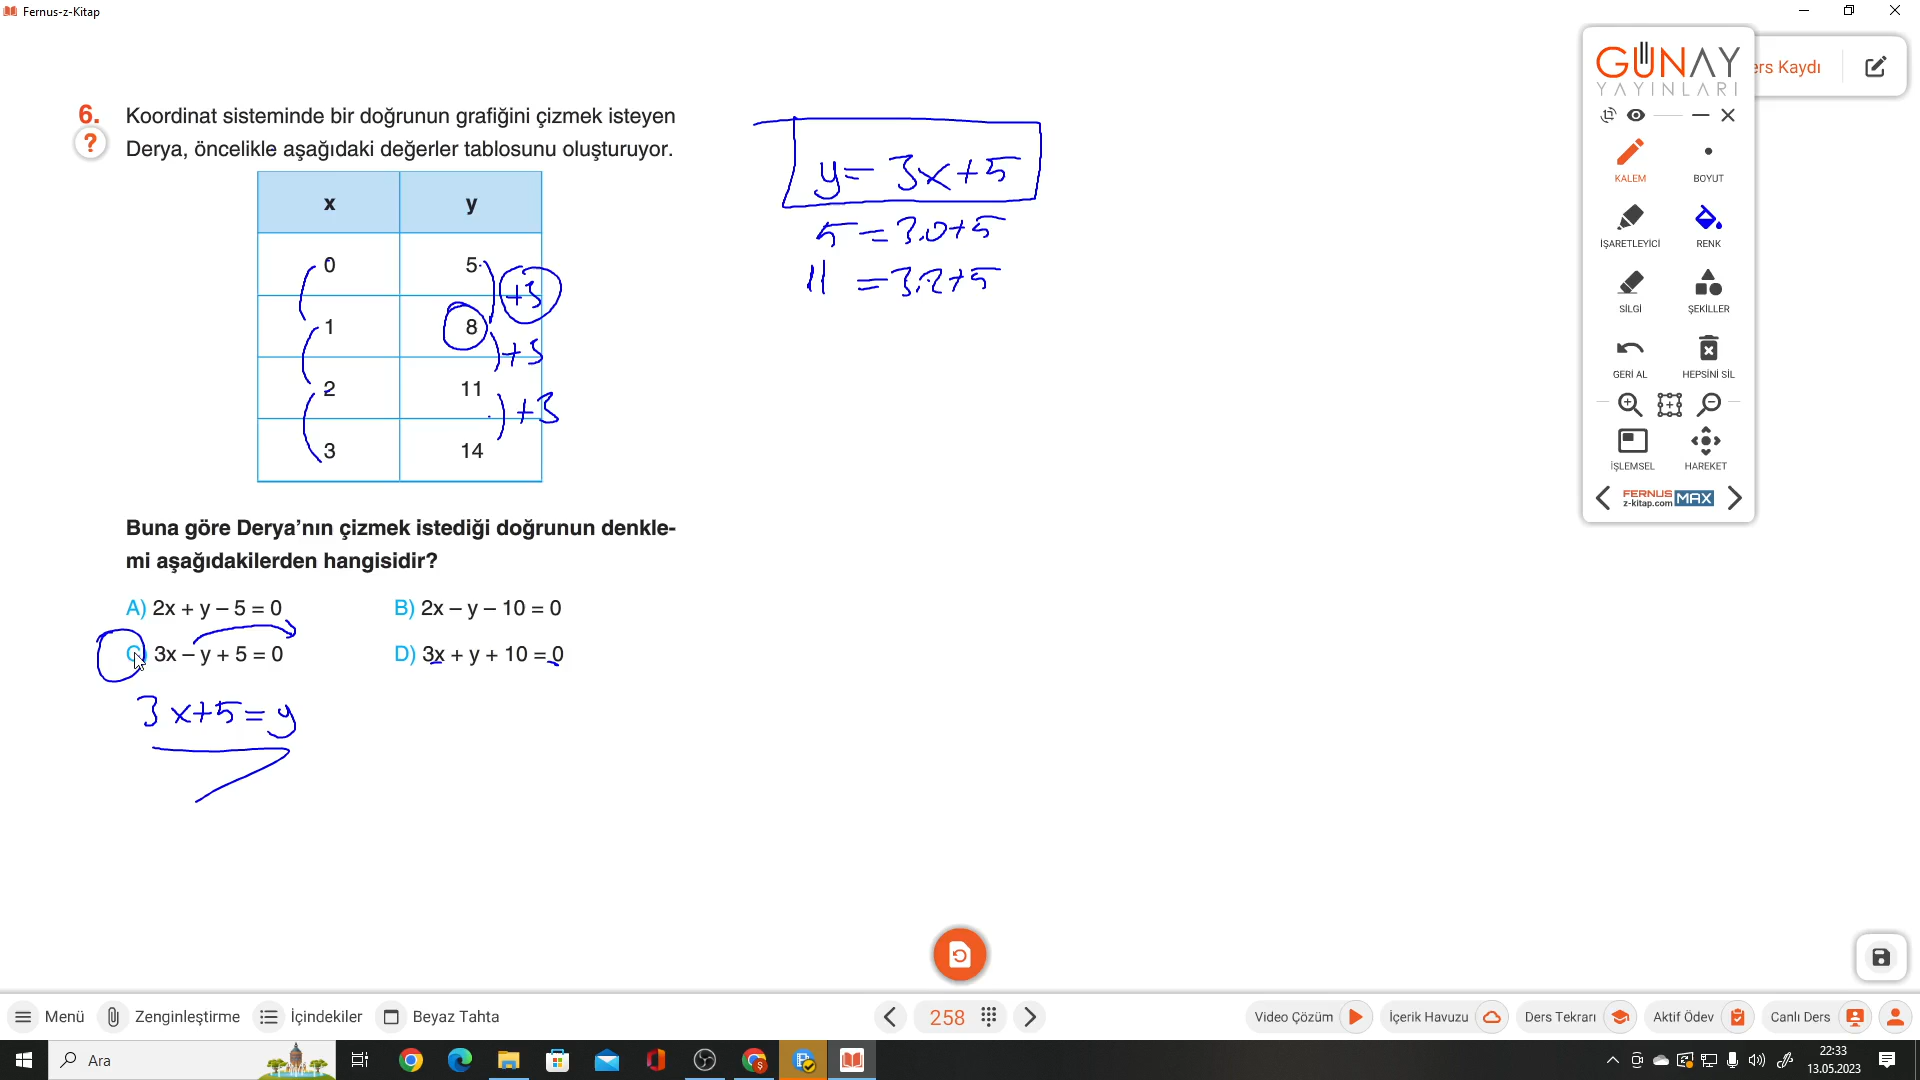 Fernus-z-Kitap
GÜNAY
YAYINLARI
ers Kaydı
6.
?
Koordinat sisteminde bir doğrunun grafiğini çizmek isteyen
Derya, öncelikle aşağıdaki değerler tablosunu oluşturuyor.
x y
0 5
1 8
2 11
3 14
+3
+3
+3
y = 3x+5
5 = 3.0+5
11 = 3.2+5
Buna göre Derya’nın çizmek istediği doğrunun denkle-
mi aşağıdakilerden hangisidir?
A) 2x + y – 5 = 0 B) 2x – y – 10 = 0
C) 3x – y + 5 = 0 D) 3x + y + 10 = 0
3x+5=y
KALEM BOYUT
İŞARETLEYİCİ RENK
SİLGİ ŞEKİLLER
GERİ AL HEPSİNİ SİL
İŞLEMSEL HAREKET
FERNUS MAX
z-kitap.com
Menü Zenginleştirme İçindekiler Beyaz Tahta 258 Video Çözüm İçerik Havuzu Ders Tekrarı Aktif Ödev Canlı Ders
Ara
22:33
13.05.2023